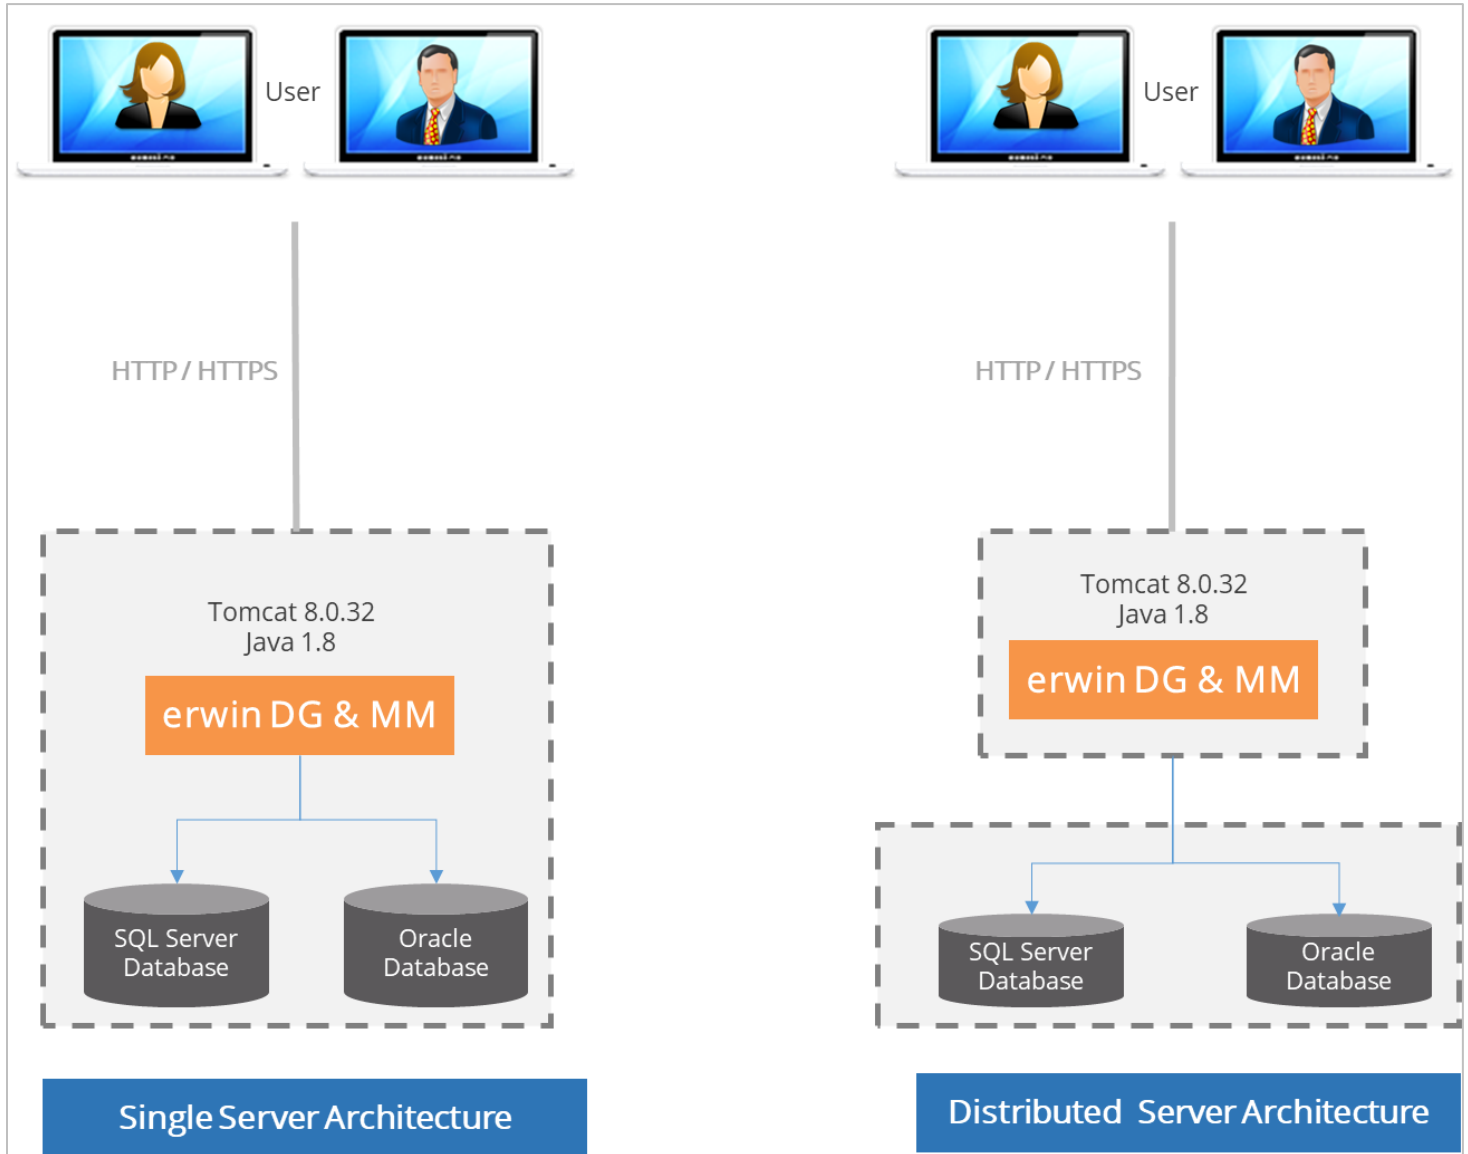 User
HTTP / HTTPS
Tomcat 8.0.32
Java 1.8
erwin DG & MM
SQL Server
Database
Oracle
Database
Single Server Architecture
User
HTTP / HTTPS
Tomcat 8.0.32
Java 1.8
erwin DG & MM
SQL Server
Database
Oracle
Database
Distributed Server Architecture